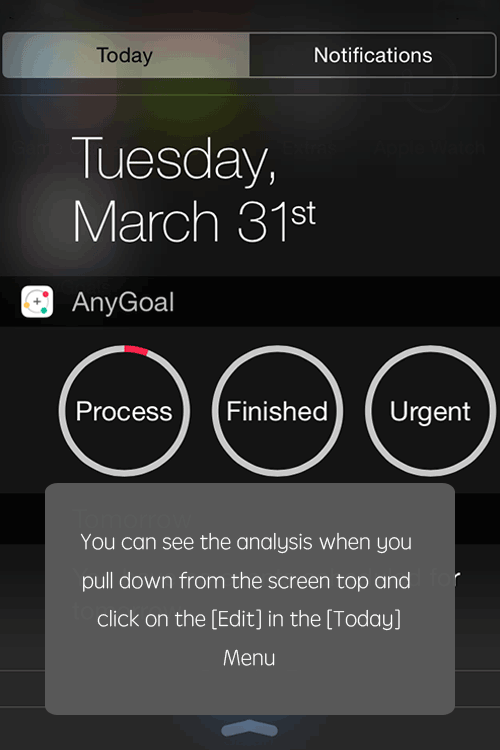 Today
Notifications
Tuesday,
March 31st
AnyGoal
Process
Finished
Urgent
Tomorrow
You can see the analysis when you
pull down from the screen top and
click on the [Edit] in the [Today]
Menu